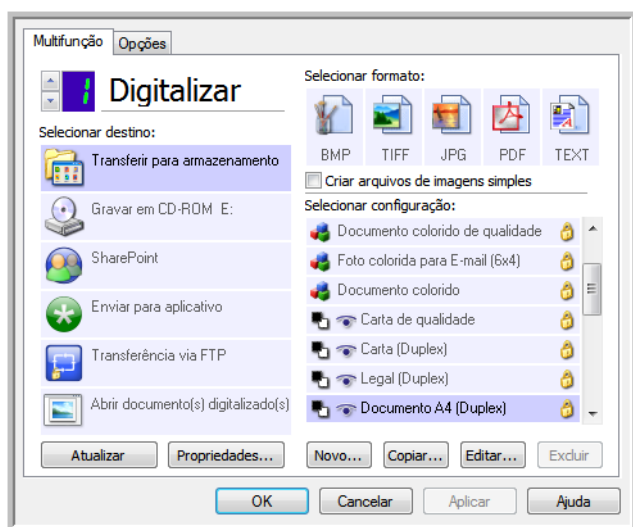 Multifunção
Opções
1
Digitalizar
Selecionar destino:
Transferir para armazenamento
Gravar em CD-ROM E:
SharePoint
Enviar para aplicativo
Transferência via FTP
Abrir documento(s) digitalizado(s)
Atualizar
Propriedades...
Selecionar formato:
BMP TIFF JPG PDF TEXT
Criar arquivos de imagens simples
Selecionar configuração:
Documento colorido de qualidade
Foto colorida para E-mail (6x4)
Documento colorido
Carta de qualidade
Carta (Duplex)
Legal (Duplex)
Documento A4 (Duplex)
Novo... Copiar... Editar... Excluir
OK Cancelar Aplicar Ajuda